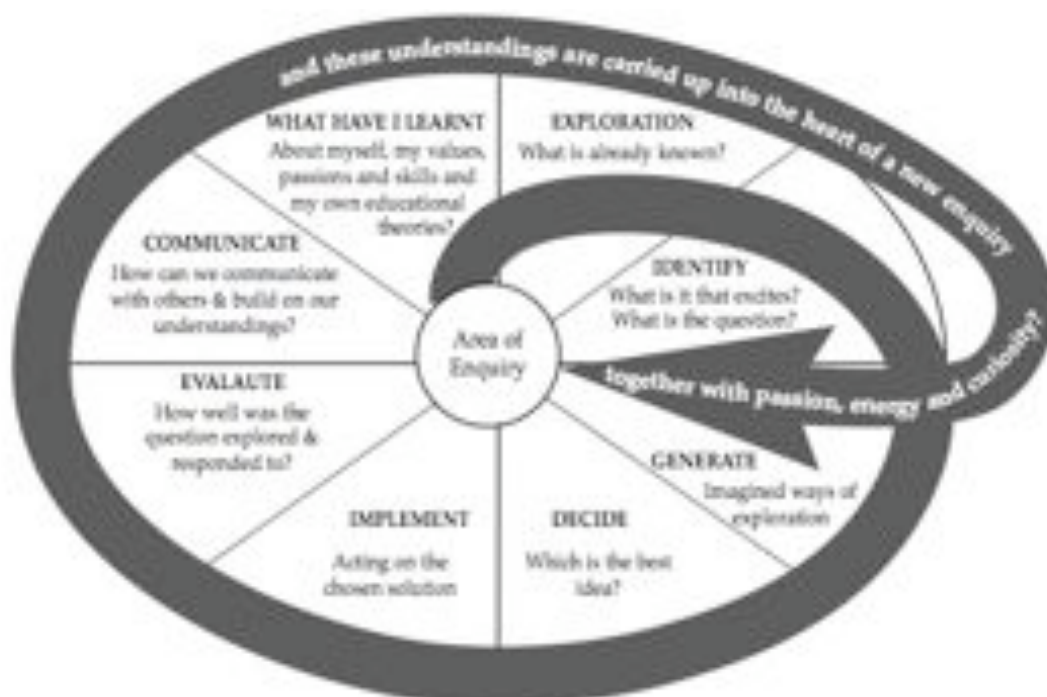 and these understandings are carried up into the heart of a new enquiry
together with passion, energy and curiosity?
Area of
Enquiry
EXPLORATION
What is already known?
IDENTIFY
What is it that excites?
What is the question?
GENERATE
Imagined ways of
exploration
DECIDE
Which is the best
idea?
IMPLEMENT
Acting on the
chosen solution
EVALAUTE
How well was the
question explored &
responded to?
COMMUNICATE
How can we communicate
with others & build on our
understandings?
WHAT HAVE I LEARNT
About myself, my values,
passions and skills and
my own educational
theories?